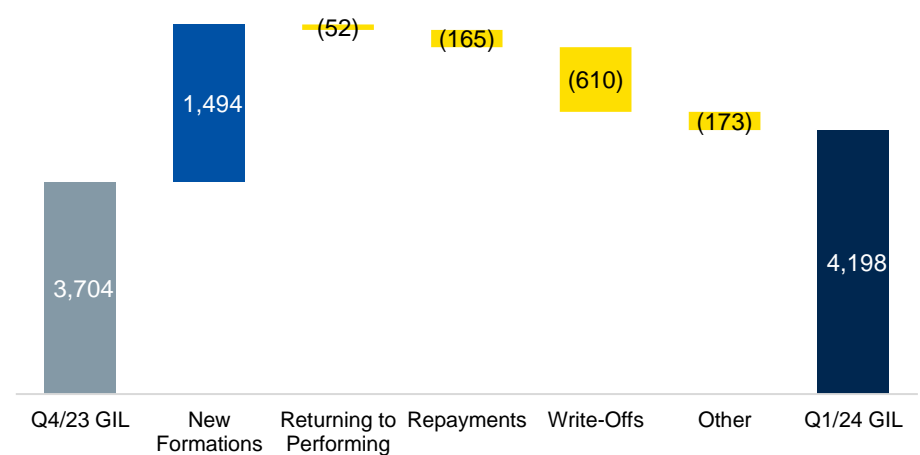 (52)
(165)
(610)
1,494
(173)
4,198
3,704
Q4/23 GIL
New
Formations
Returning to
Performing
Repayments
Write-Offs
Other
Q1/24 GIL